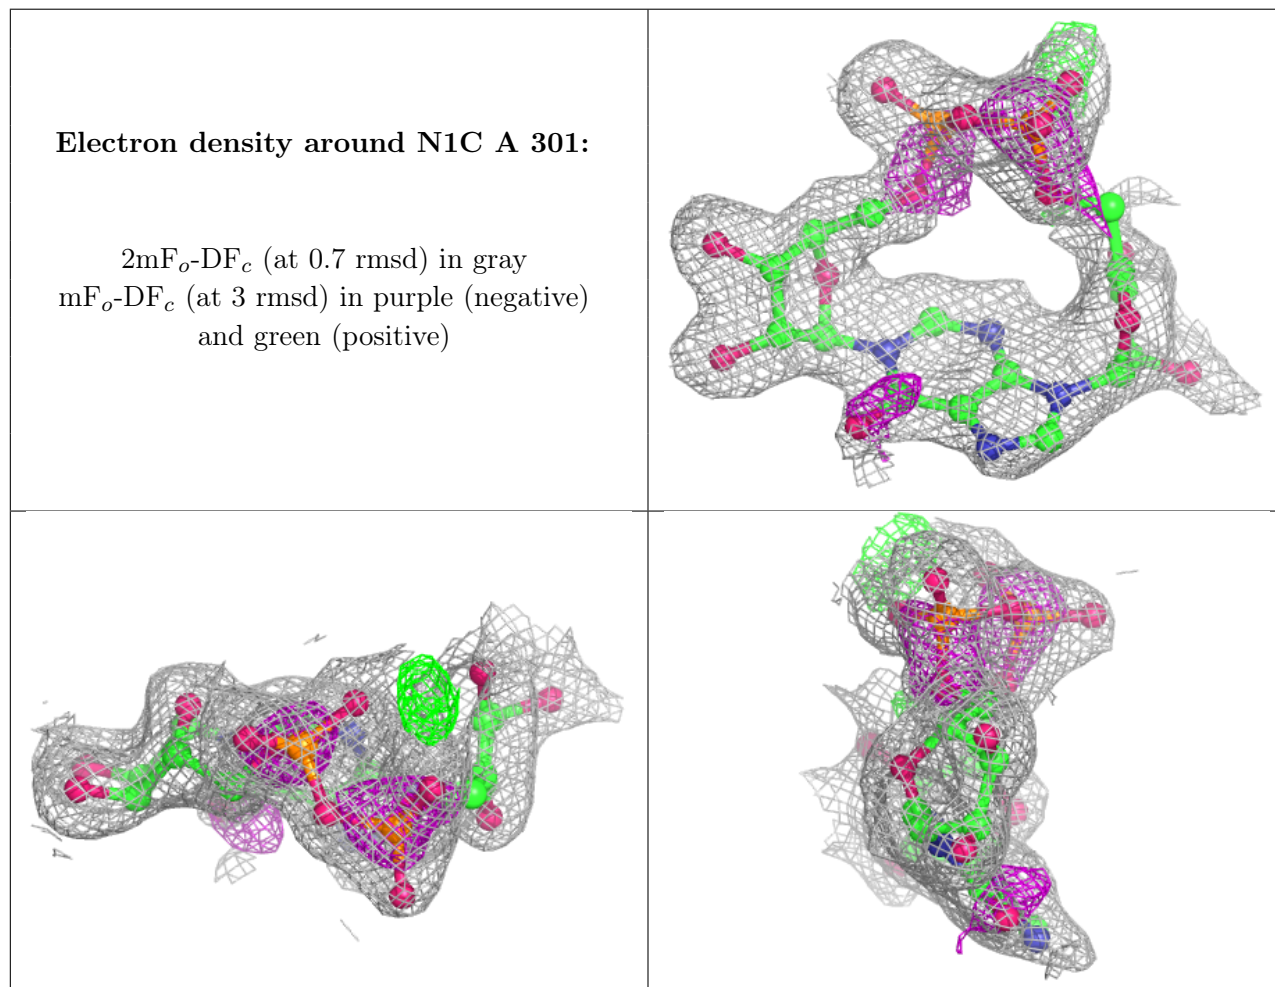 Electron density around N1C A 301:
2mFo-DFc (at 0.7 rmsd) in gray
mFo-DFc (at 3 rmsd) in purple (negative)
and green (positive)